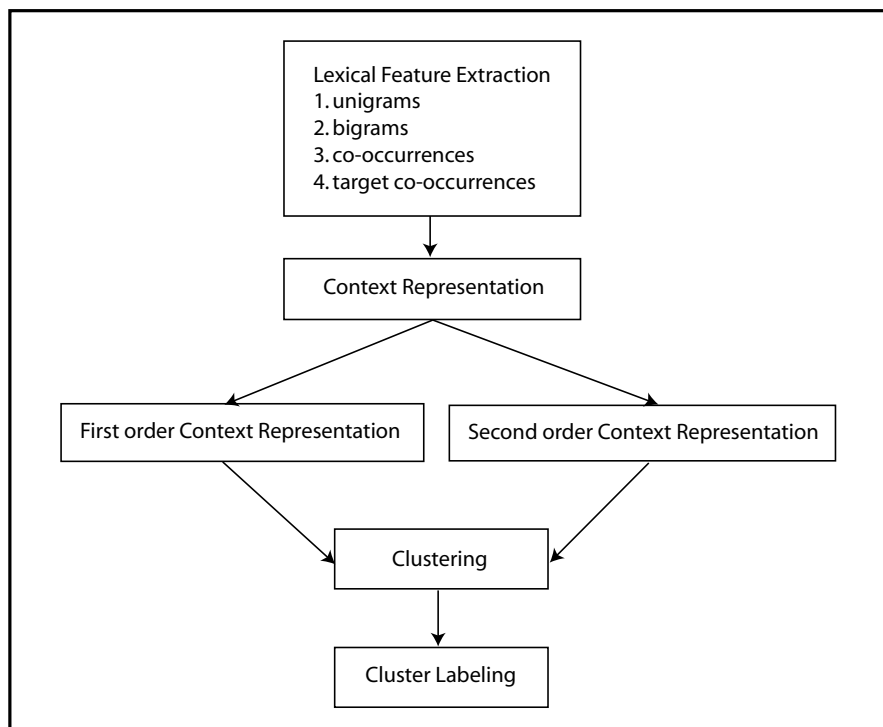 Lexical Feature Extraction
1. unigrams
2. bigrams
3. co-occurrences
4. target co-occurrences
Context Representation
First order Context Representation
Second order Context Representation
Clustering
Cluster Labeling